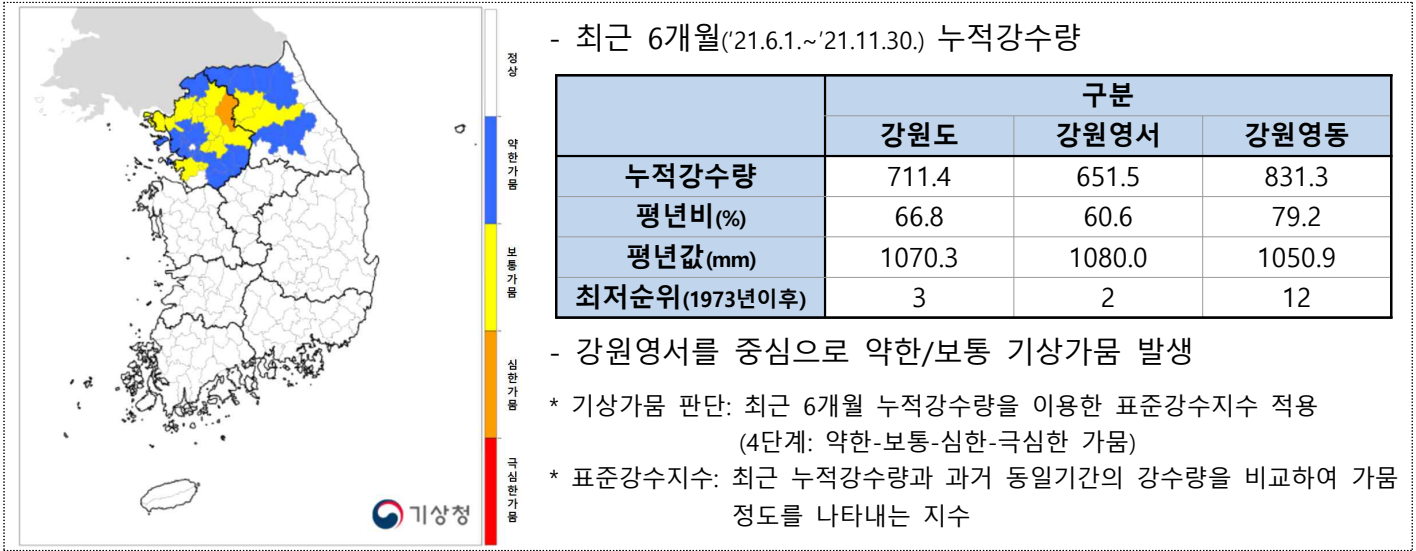 - 최근 6개월('21.6.1.~'21.11.30.) 누적강수량
구분
강원도 강원영서 강원영동
누적강수량 711.4 651.5 831.3
평년비(%) 66.8 60.6 79.2
평년값(mm) 1070.3 1080.0 1050.9
최저순위(1973년이후) 3 2 12
- 강원영서를 중심으로 약한/보통 기상가뭄 발생
* 기상가뭄 판단: 최근 6개월 누적강수량을 이용한 표준강수지수 적용
(4단계: 약한-보통-심한-극심한 가뭄)
* 표준강수지수: 최근 누적강수량과 과거 동일기간의 강수량을 비교하여 가뭄
정도를 나타내는 지수
정상
약한가뭄
보통가뭄
심한가뭄
극심한가뭄
기상청